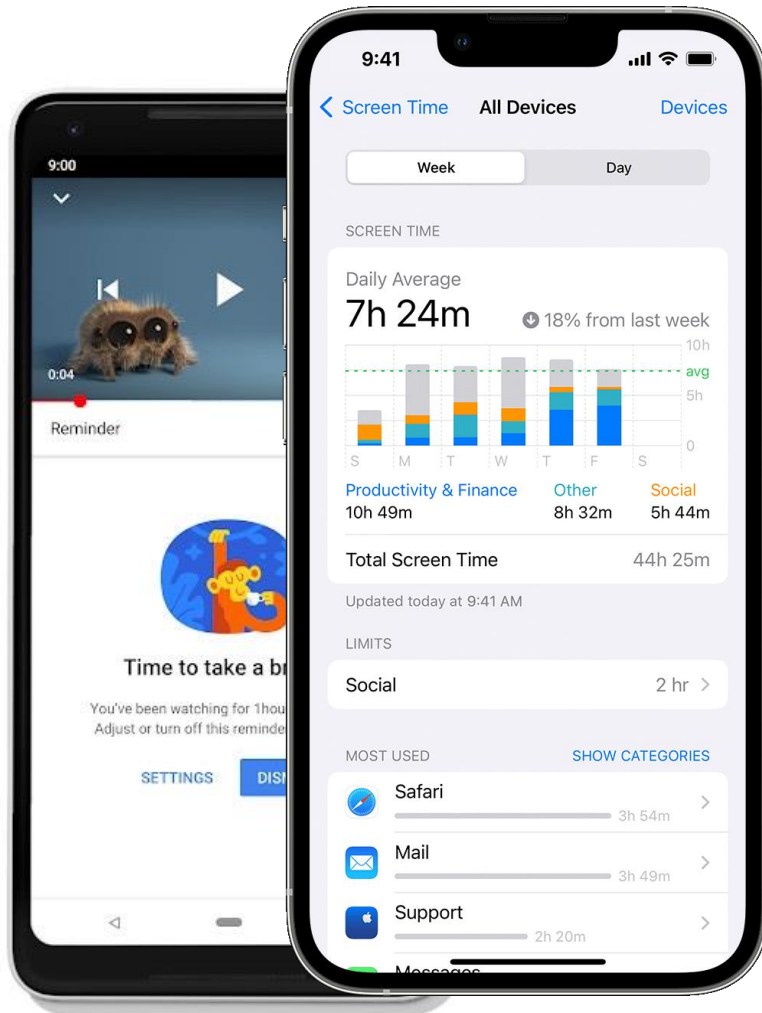 9:00
0:04
Reminder
Time to take a
You've been watching for
Adjust or turn off this
SETTINGS
9:41
Screen Time All Devices Devices
Week Day
SCREEN TIME
Daily Average
7h 24m
18% from last week
10h
avg
5h
0
S M T W T F S
Productivity & Finance Other Social
10h 49m 8h 32m 5h 44m
Total Screen Time 44h 25m
Updated today at 9:41 AM
LIMITS
Social 2 hr
MOST USED SHOW CATEGORIES
Safari
3h 54m
Mail
3h 49m
Support
2h 20m
Messages